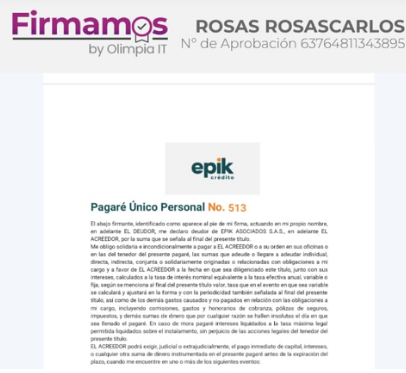 Firmamos
by Olimpia IT
ROSAS ROSASCARLOS
N° de Aprobación 63764811343895
epik
crédito
Pagaré Único Personal No. 513
El abajo firmante, identificado como aparece al pie de mi firma, actuando en mi propio nombre,
en adelante EL DEUDOR, me declaro deudor de EPIK ASOCIADOS S.A.S., en adelante EL
ACREEDOR, por la suma que se señala al final del presente título.
Me obligo solidaria e incondicionalmente a pagar a EL ACREEDOR o a su orden en sus oficinas o
en las del tenedor del presente pagaré, las sumas que adeude o llegare a adeudar individual,
directa, indirecta, conjunta o solidariamente originadas o relacionadas con obligaciones a mi
cargo y a favor de EL ACREEDOR a la fecha en que sea diligenciado este título, junto con sus
intereses, calculados a la tasa de interés nominal equivalente a la tasa efectiva anual, variable o
fija, según se menciona al final del presente título valor, tasa que en el evento en que sea variable
se calculará y ajustará en la forma y con la periodicidad también señalada al final del presente
título, así como de los demás gastos causados y no pagados en relación con las obligaciones a
mi cargo, incluyendo comisiones, gastos y honorarios de cobranza, pólizas de seguros,
impuestos, y demás sumas de dinero que por cualquier razón se hallen insolutos el día en que
sea llenado el pagaré. En caso de mora pagaré intereses liquidados a la tasa máxima legal
permitida liquidados sobre el instalamento, sin perjuicio de las acciones legales del tenedor del
presente título.
EL ACREEDOR podrá exigir, judicial o extrajudicialmente, el pago inmediato de capital, intereses,
o cualquier otra suma de dinero instrumentada en el presente pagaré antes de la expiración del
plazo, cuando me encuentre en uno o más de los siguientes eventos: